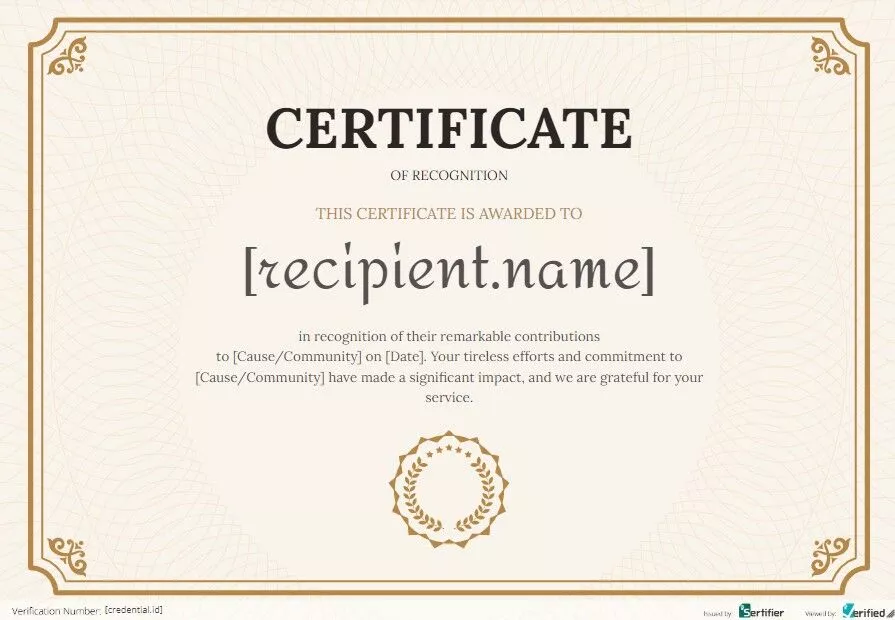 CERTIFICATE
OF RECOGNITION
THIS CERTIFICATE IS AWARDED TO
[recipient.name]
in recognition of their remarkable contributions
to [Cause/Community] on [Date]. Your tireless efforts and commitment to
[Cause/Community] have made a significant impact, and we are grateful for your
service.
Verification Number: [credential.id]
Issued by: Sertifier Viewed by: Verified